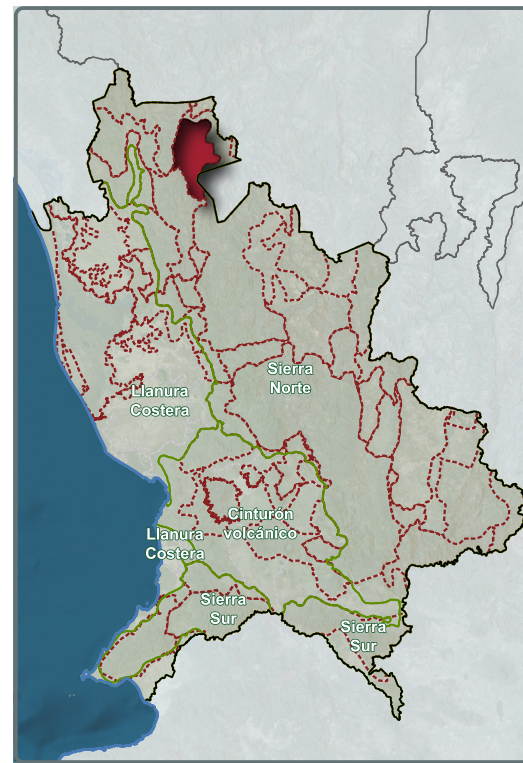 Sierra
Norte
Llanura
Costera
Cinturón
volcánico
Llanura
Costera
Sierra
Sur
Sierra
Sur